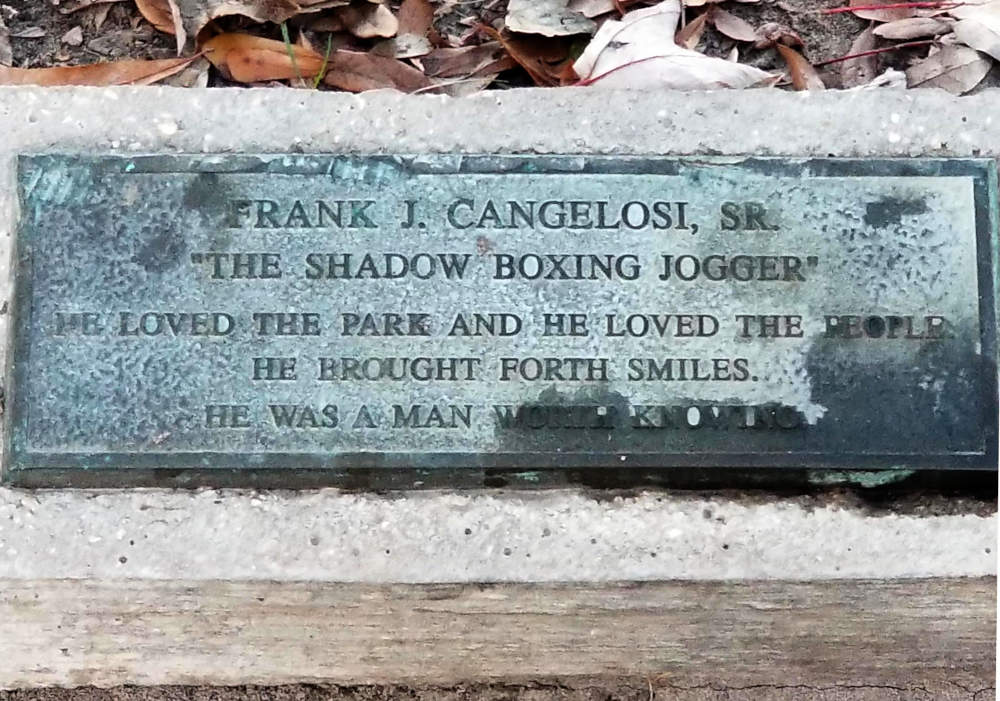 FRANK J. CANGELOSI, SR.
"THE SHADOW BOXING JOGGER"
HE LOVED THE PARK AND HE LOVED THE PEOPLE.
HE BROUGHT FORTH SMILES.
HE WAS A MAN WORTH KNOWING.